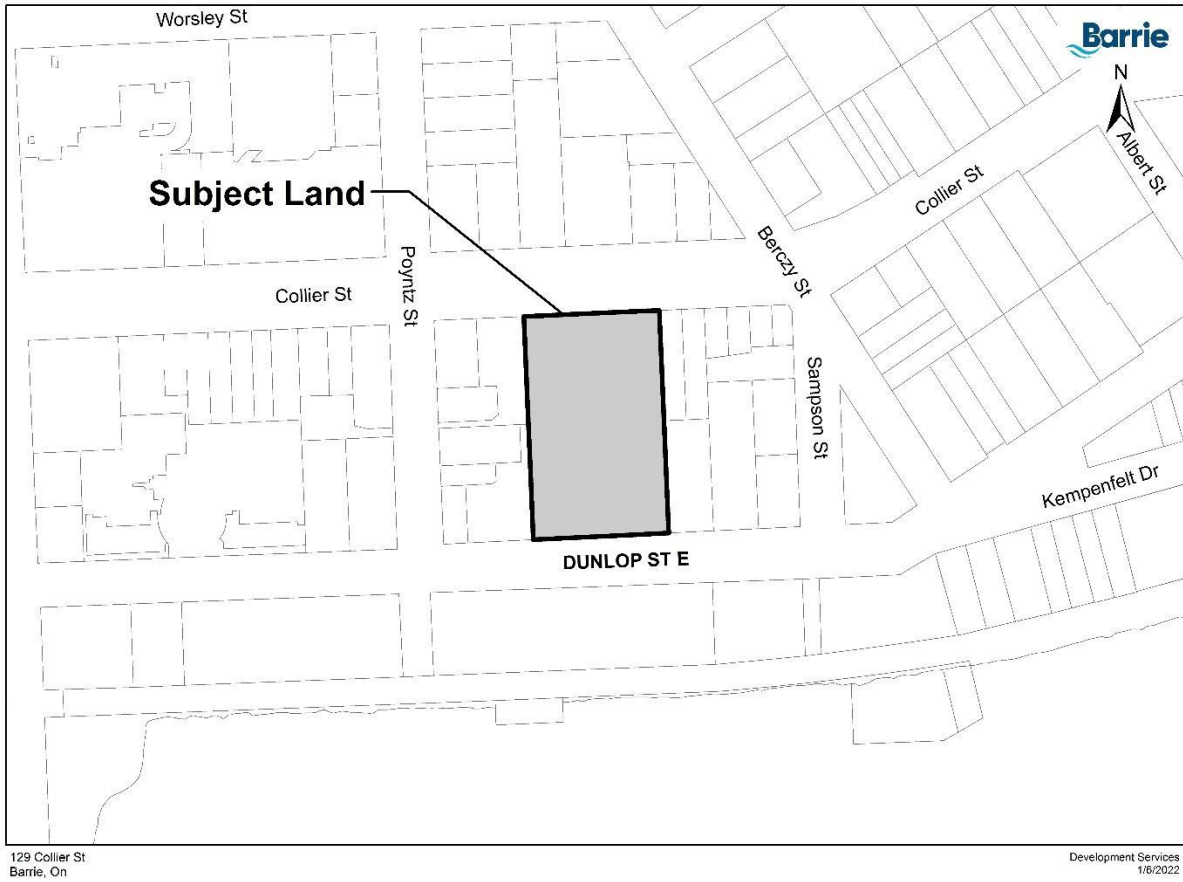 Worsley St
Barrie
N
Albert St
Subject Land
Collier St
Berczy St
Poyntz St
Collier St
Sampson St
Kempenfelt Dr
DUNLOP ST E
129 Collier St
Barrie, On
Development Services
1/6/2022